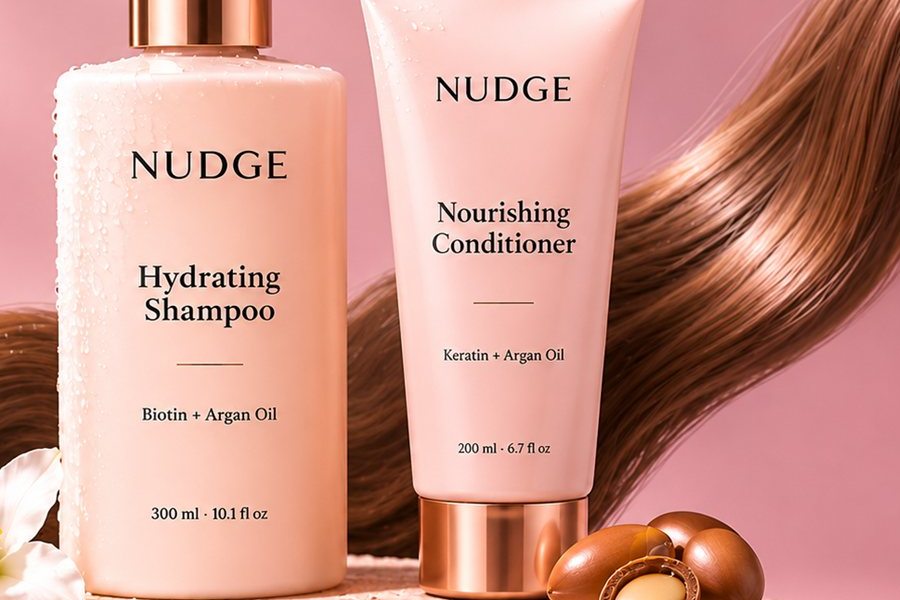 NUDGE
Hydrating
Shampoo
Biotin + Argan Oil
300 ml · 10.1 fl oz
NUDGE
Nourishing
Conditioner
Keratin + Argan Oil
200 ml · 6.7 fl oz